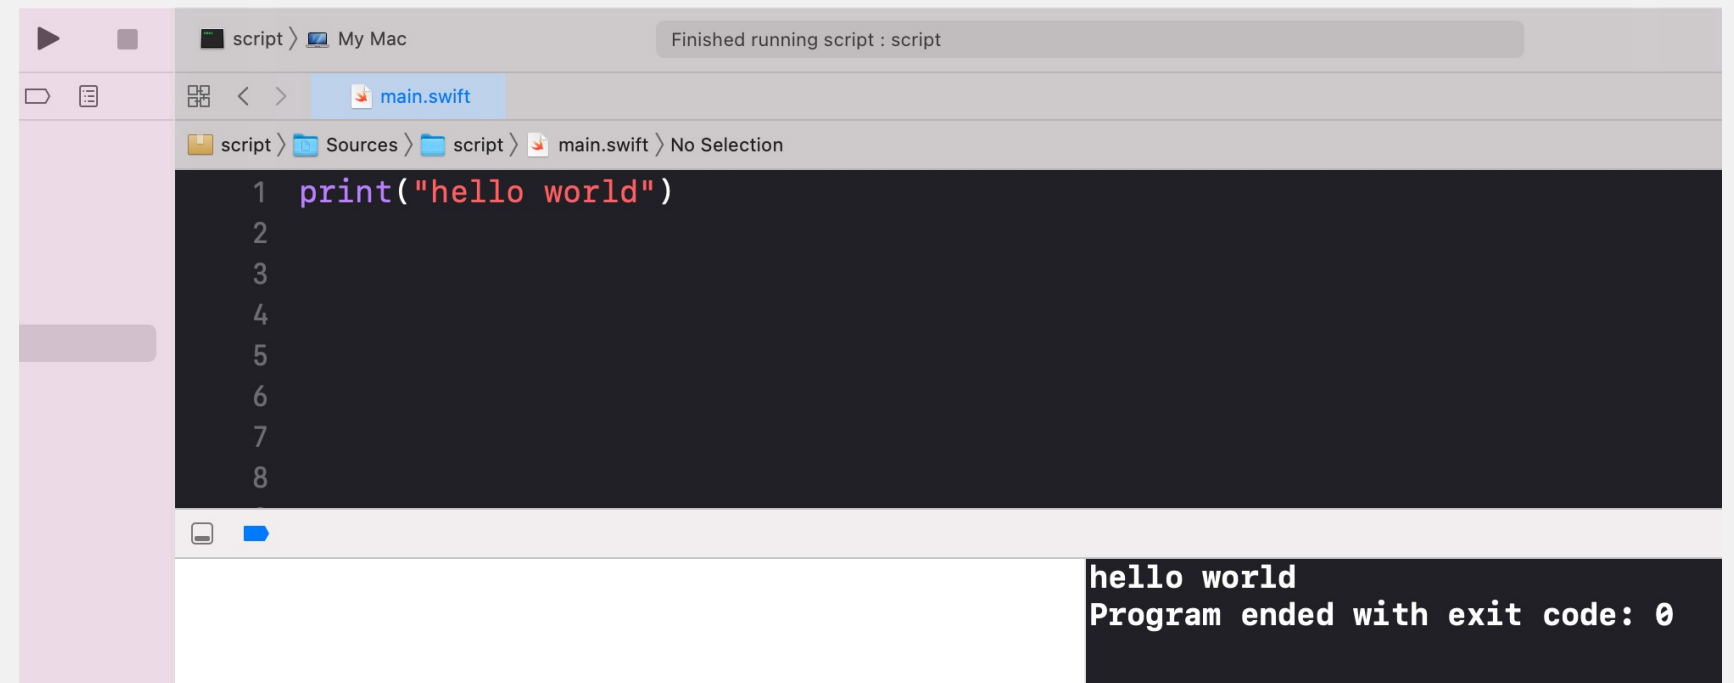 script 〉 My Mac
Finished running script : script
main.swift
script 〉 Sources 〉 script 〉 main.swift 〉 No Selection
1 print("hello world")
2
3
4
5
6
7
8
hello world
Program ended with exit code: 0